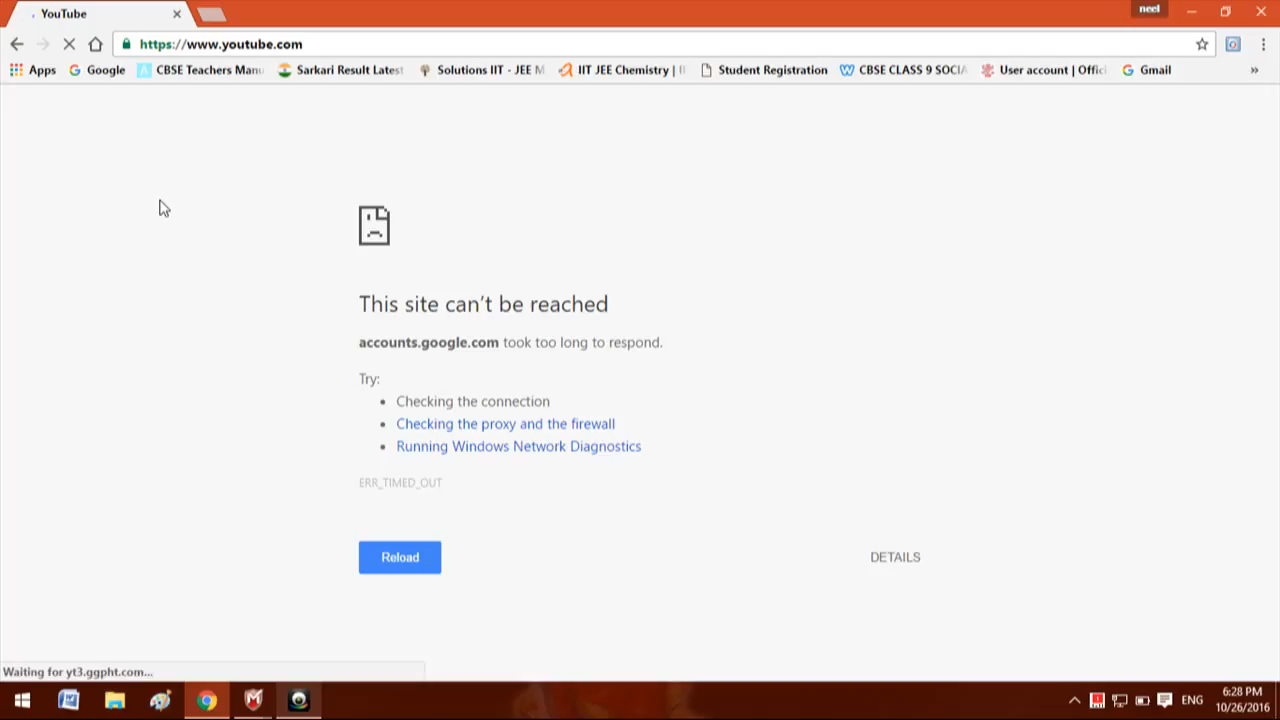 YouTube
neel
https://www.youtube.com
Apps Google CBSE Teachers Manu Sarkari Result Latest Solutions IIT - JEE M IIT JEE Chemistry | I Student Registration CBSE CLASS 9 SOCIA User account | Offic Gmail »
This site can't be reached
accounts.google.com took too long to respond.
Try:
• Checking the connection
• Checking the proxy and the firewall
• Running Windows Network Diagnostics
ERR_TIMED_OUT
Reload
DETAILS
Waiting for yt3.ggpht.com...
ENG
6:28 PM
10/26/2016